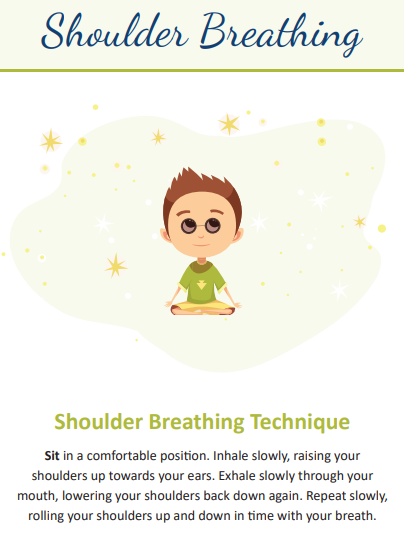 Shoulder Breathing
Shoulder Breathing Technique
Sit in a comfortable position. Inhale slowly, raising your
shoulders up towards your ears. Exhale slowly through your
mouth, lowering your shoulders back down again. Repeat slowly,
rolling your shoulders up and down in time with your breath.